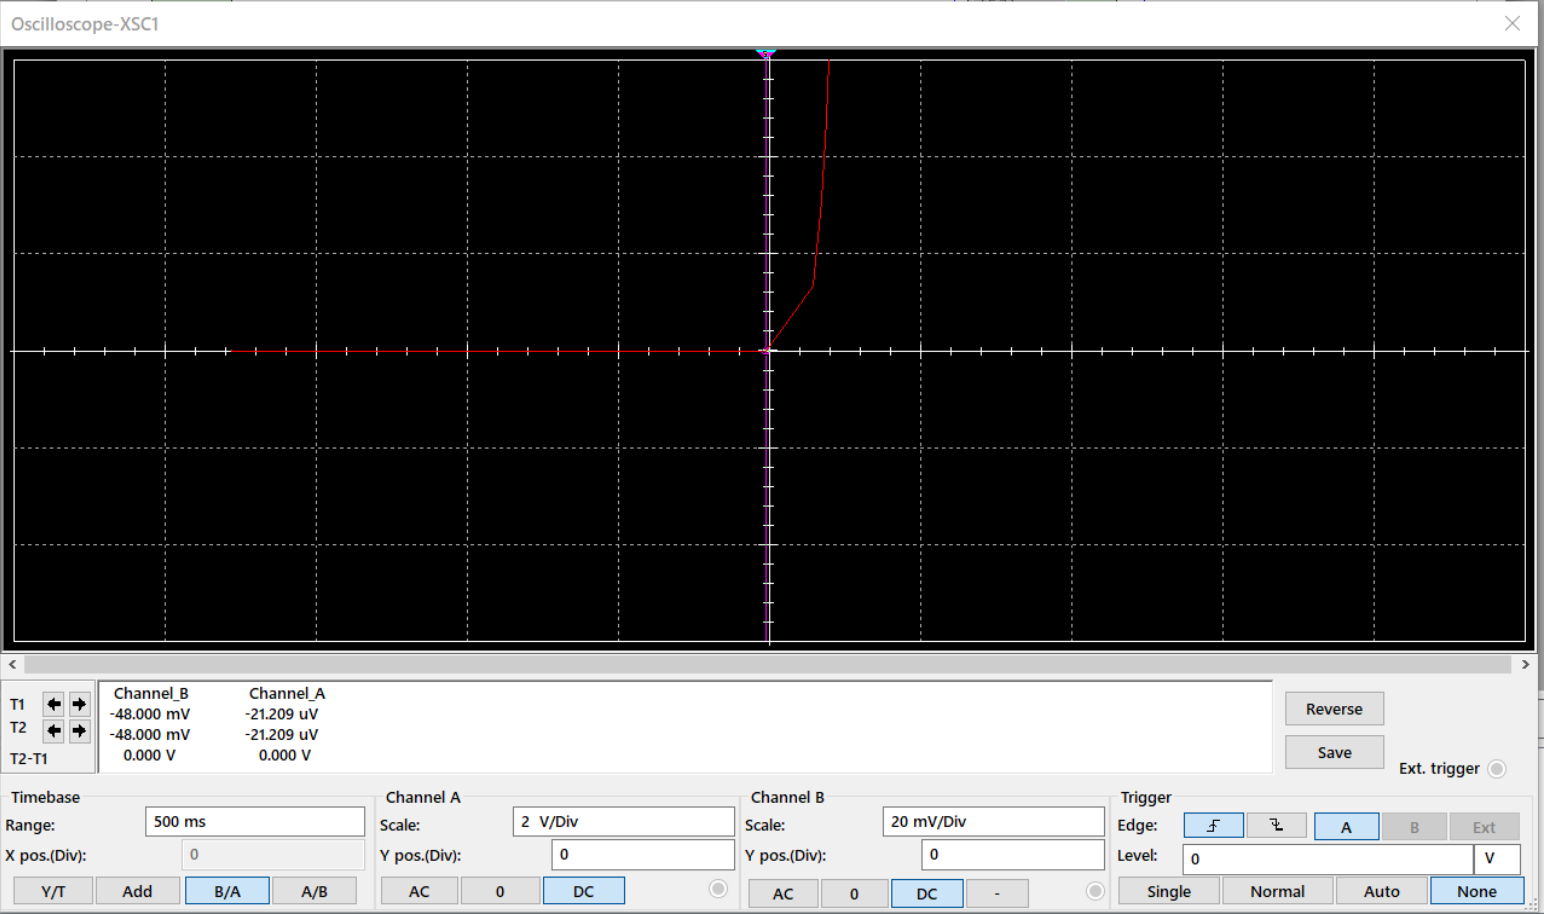 Oscilloscope-XSC1
T1
T2
T2-T1
Channel_B Channel_A
-48.000 mV -21.209 uV
-48.000 mV -21.209 uV
0.000 V 0.000 V
Reverse
Save
Ext. trigger
Timebase
Range: 500 ms
X pos.(Div): 0
Y/T Add B/A A/B
Channel A
Scale: 2 V/Div
Y pos.(Div): 0
AC 0 DC
Channel B
Scale: 20 mV/Div
Y pos.(Div): 0
AC 0 DC -
Trigger
Edge: A B Ext
Level: 0 V
Single Normal Auto None